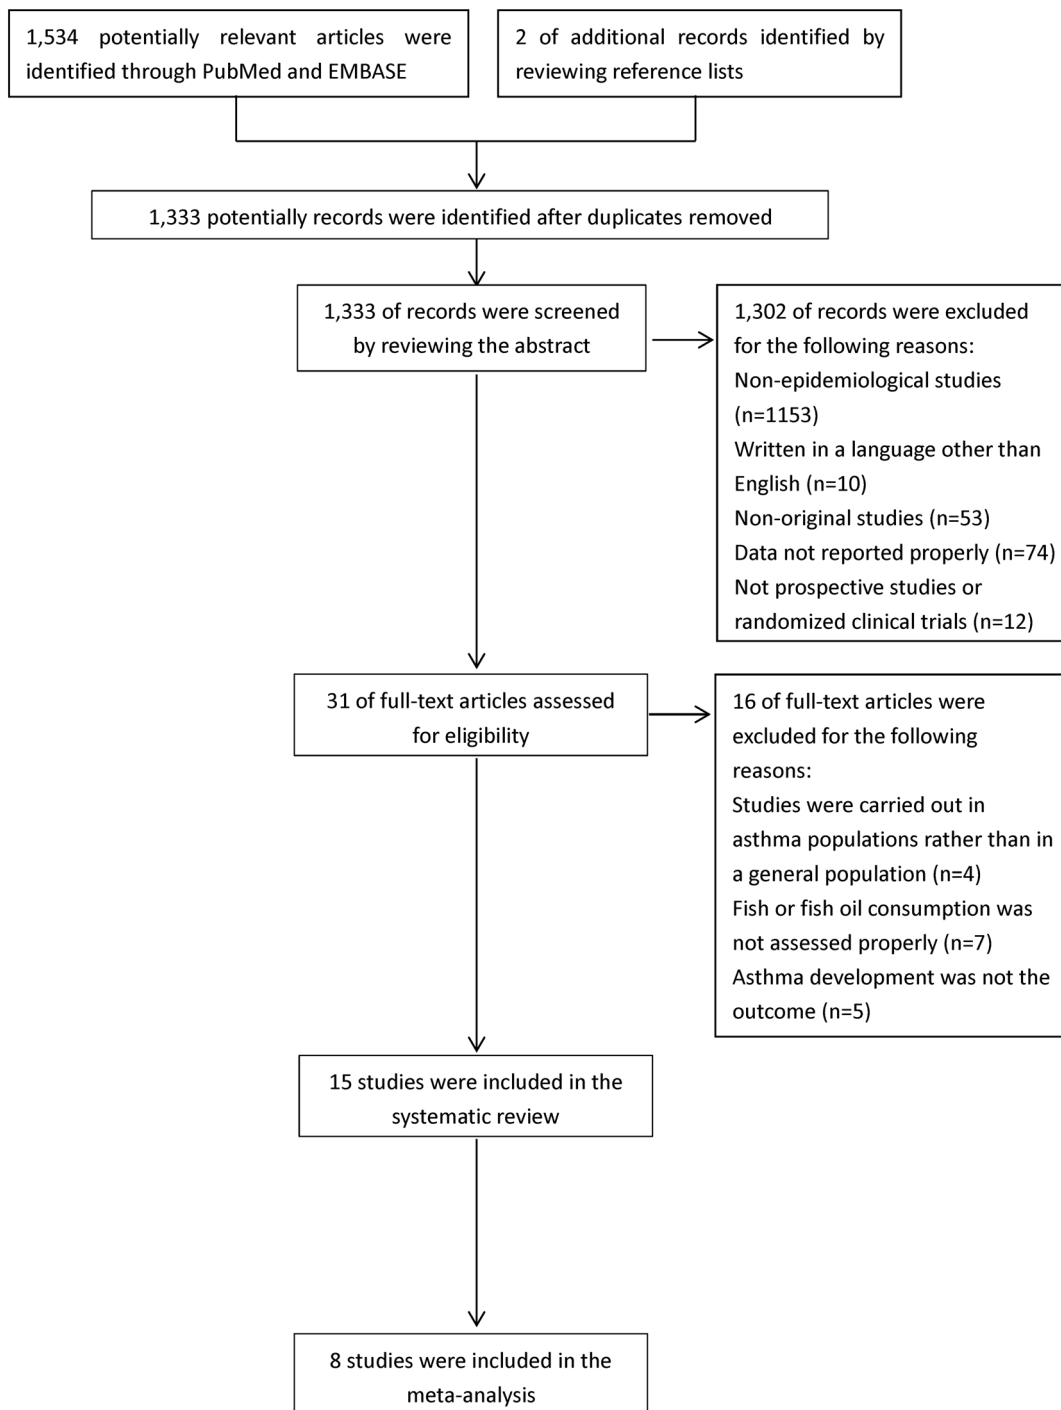 1,534 potentially relevant articles were
identified through PubMed and EMBASE
2 of additional records identified by
reviewing reference lists
1,333 potentially records were identified after duplicates removed
1,333 of records were screened
by reviewing the abstract
1,302 of records were excluded
for the following reasons:
Non-epidemiological studies
(n=1153)
Written in a language other than
English (n=10)
Non-original studies (n=53)
Data not reported properly (n=74)
Not prospective studies or
randomized clinical trials (n=12)
31 of full-text articles assessed
for eligibility
16 of full-text articles were
excluded for the following
reasons:
Studies were carried out in
asthma populations rather than in
a general population (n=4)
Fish or fish oil consumption was
not assessed properly (n=7)
Asthma development was not the
outcome (n=5)
15 studies were included in the
systematic review
8 studies were included in the
meta-analysis